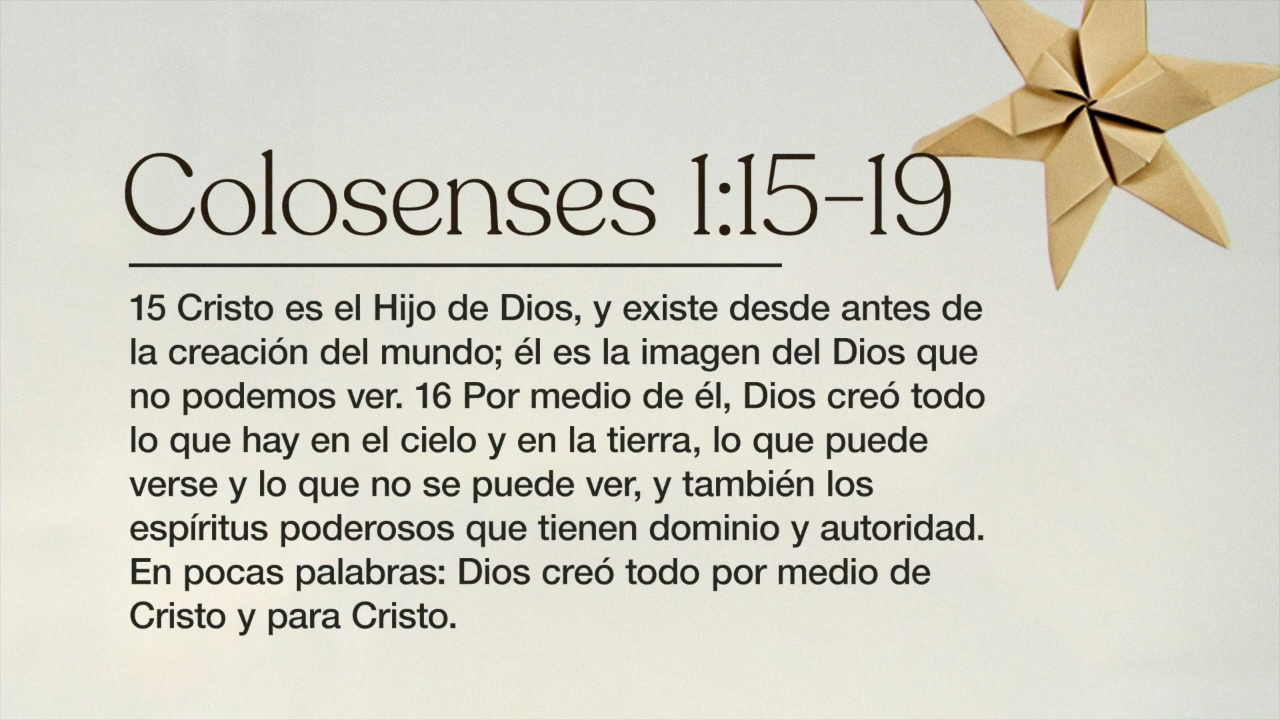 Colosenses 1:15-19
15 Cristo es el Hijo de Dios, y existe desde antes de
la creación del mundo; él es la imagen del Dios que
no podemos ver. 16 Por medio de él, Dios creó todo
lo que hay en el cielo y en la tierra, lo que puede
verse y lo que no se puede ver, y también los
espíritus poderosos que tienen dominio y autoridad.
En pocas palabras: Dios creó todo por medio de
Cristo y para Cristo.